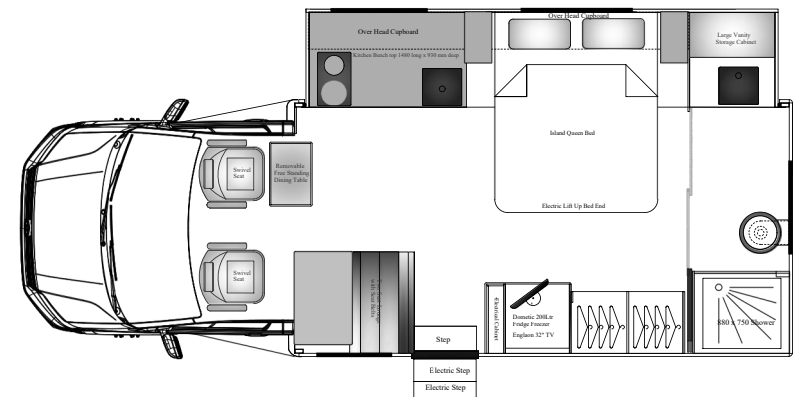 Over Head Cupboard
Over Head Cupboard
Large Vanity
Storage Cabinet
Kitchen Bench top 1480 long x 930 mm deep
Island Queen Bed
Swivel
Seat
Removable
Free Standing
Dining Table
Electric Lift Up Bed End
Swivel
Seat
with Seat Belts
Electrical Cabinet
Dometic 200Ltr
Fridge Freezer
Englaon 32" TV
880 x 750 Shower
Step
Electric Step
Electric Step